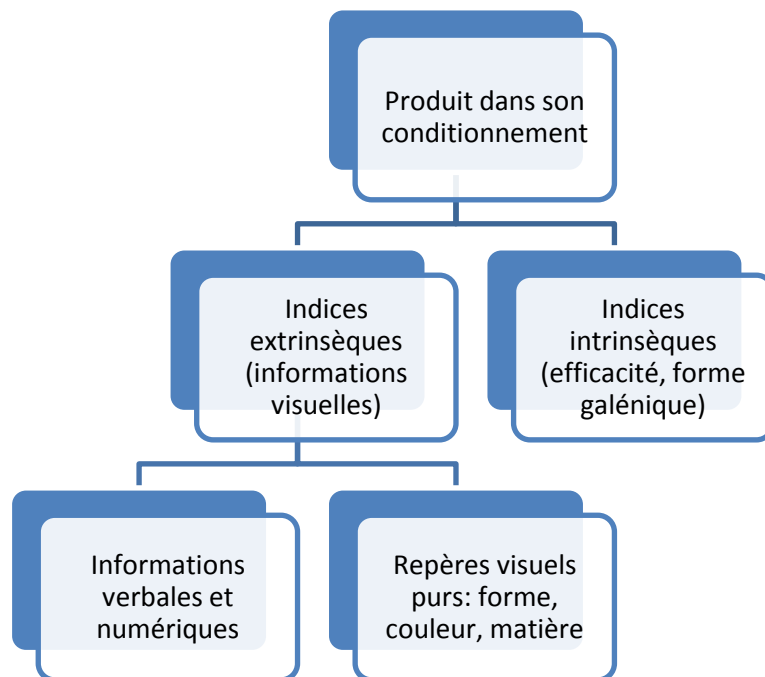 Produit dans son
conditionnement
Indices
extrinsèques
(informations
visuelles)
Indices
intrinsèques
(efficacité, forme
galénique)
Informations
verbales et
numériques
Repères visuels
purs: forme,
couleur, matière